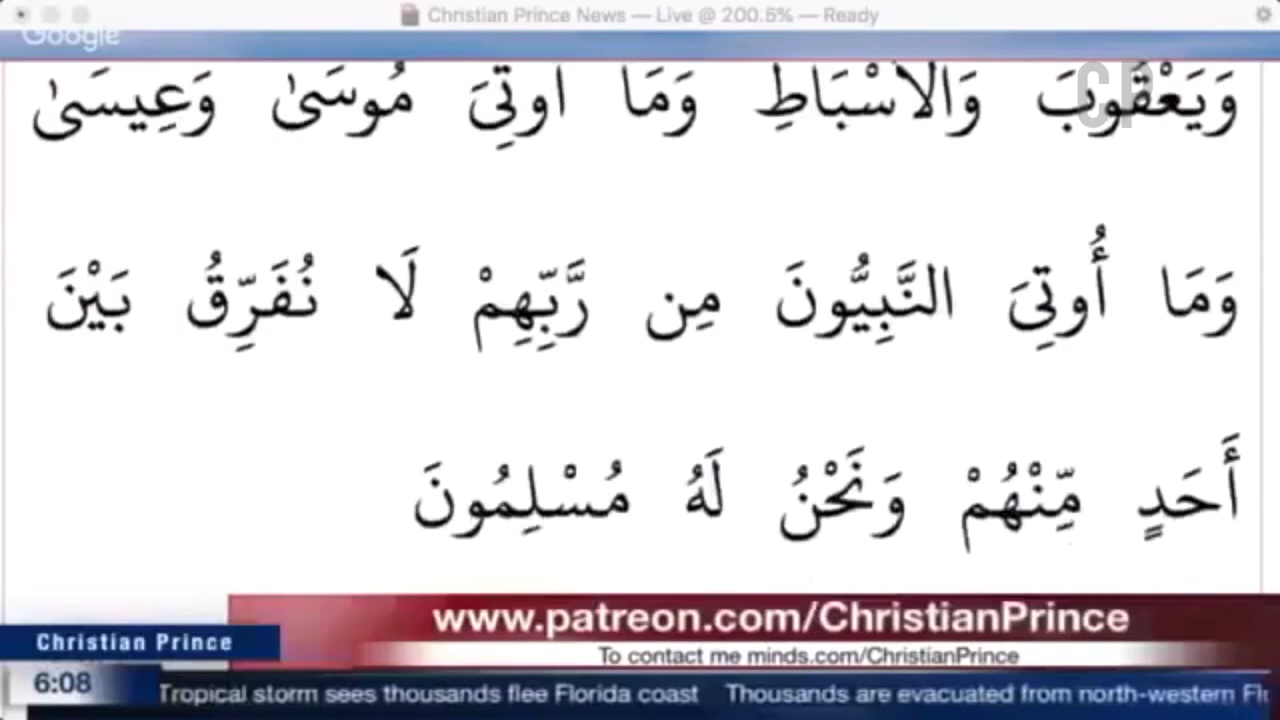 Christian Prince News — Live @ 200.5% — Ready
Google
CP
وَيَعْقُوبَ وَالْاسْبَاطِ وَمَا اوتِىَ مُوسَىٰ وَعِيسَىٰ
وَمَا أُوتِىَ النَّبِيُّونَ مِن رَّبِّهِمْ لَا نُفَرِّقُ بَيْنَ
أَحَدٍ مِّنْهُمْ وَنَحْنُ لَهُ مُسْلِمُونَ
www.patreon.com/ChristianPrince
Christian Prince
To contact me minds.com/ChristianPrince
6:08
Tropical storm sees thousands flee Florida coast Thousands are evacuated from north-western